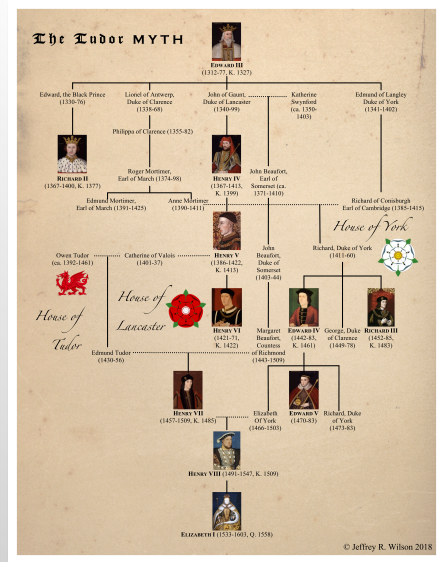 The Tudor MYTH
EDWARD III
(1312-77, K. 1327)
Edward, the Black Prince
(1330-76)
Lionel of Antwerp,
Duke of Clarence
(1338-68)
John of Gaunt,
Duke of Lancaster
(1340-99)
Katherine
Swynford
(ca. 1350-
1403)
Edmund of Langley
Duke of York
(1341-1402)
Philippa of Clarence (1355-82)
RICHARD II
(1367-1400, K. 1377)
Roger Mortimer,
Earl of March (1374-98)
HENRY IV
(1367-1413,
K. 1399)
John Beaufort,
Earl of
Somerset (ca.
1371-1410)
Edmund Mortimer,
Earl of March (1391-1425)
Anne Mortimer
(1390-1411)
Richard of Conisburgh
Earl of Cambridge (1385-1415)
House of York
Owen Tudor
(ca. 1392-1461)
Catherine of Valois
(1401-37)
HENRY V
(1386-1422,
K. 1413)
John
Beaufort,
Duke of
Somerset
(1403-44)
Richard, Duke of York
(1411-60)
House of
Tudor
House of
Lancaster
HENRY VI
(1421-71,
K. 1422)
Margaret
Beaufort,
Countess
of Richmond
(1443-1509)
EDWARD IV
(1442-83,
K. 1461)
George, Duke
of Clarence
(1449-78)
RICHARD III
(1452-85,
K. 1483)
Edmund Tudor
(1430-56)
HENRY VII
(1457-1509, K. 1485)
Elizabeth
Of York
(1466-1503)
EDWARD V
(1470-83)
Richard, Duke
of York
(1473-83)
HENRY VIII (1491-1547, K. 1509)
ELIZABETH I (1533-1603, Q. 1558)
© Jeffrey R. Wilson 2018